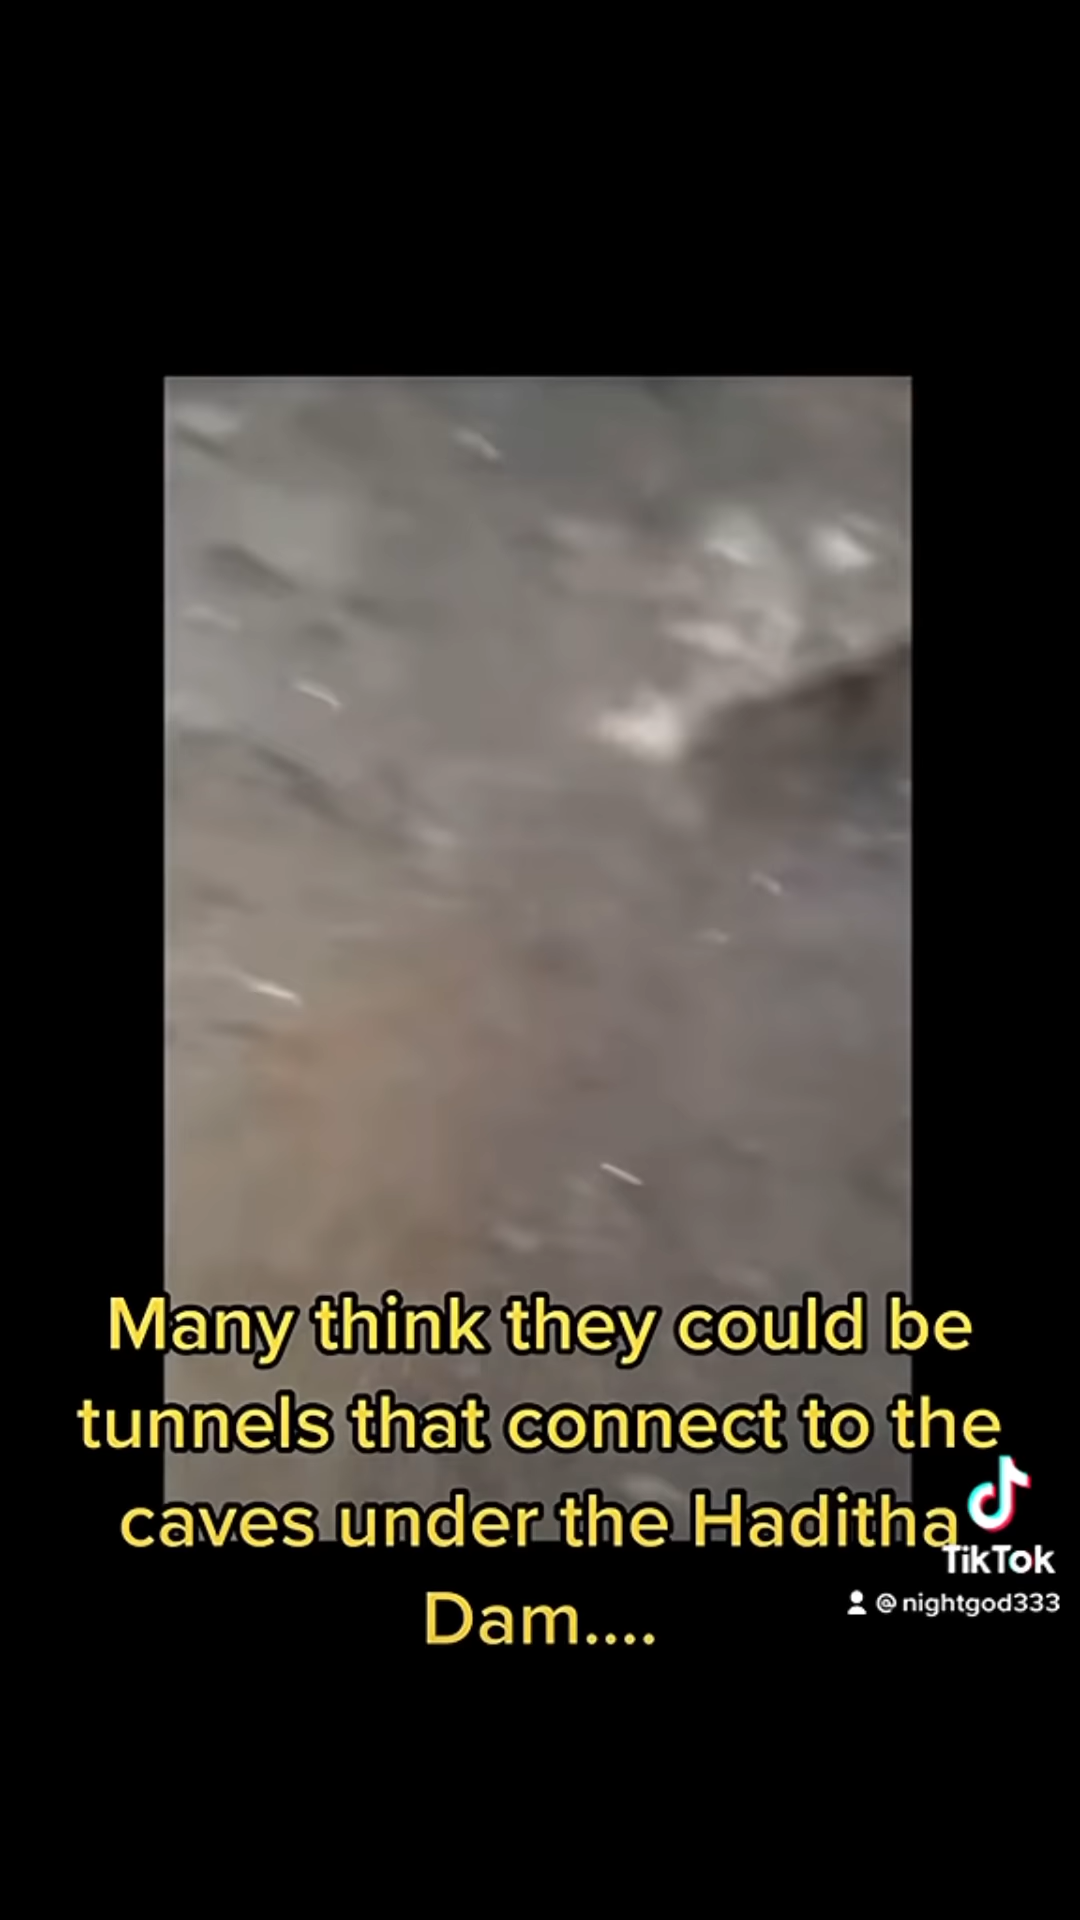 Many think they could be
tunnels that connect to the
caves under the Haditha
Dam....
TikTok
@nightgod333